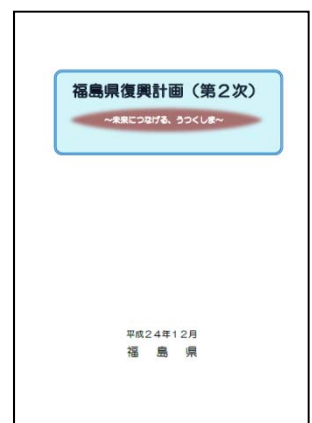 福島県復興計画（第２次）
～未来につなげる、うつくしま～
平成２４年１２月
福　島　県